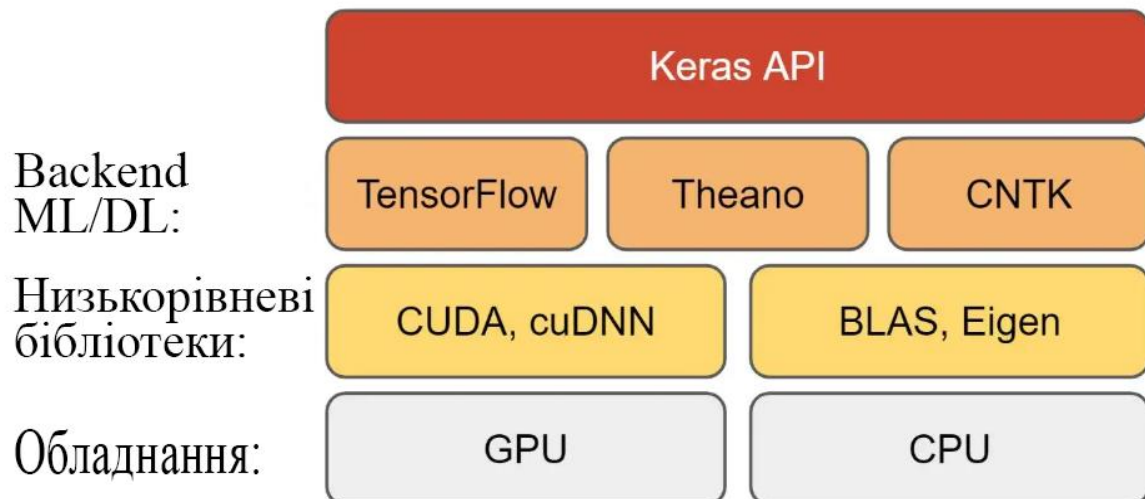 Keras API
Backend
ML/DL:
TensorFlow
Theano
CNTK
Низькорівневі
бібліотеки:
CUDA, cuDNN
BLAS, Eigen
Обладнання:
GPU
CPU